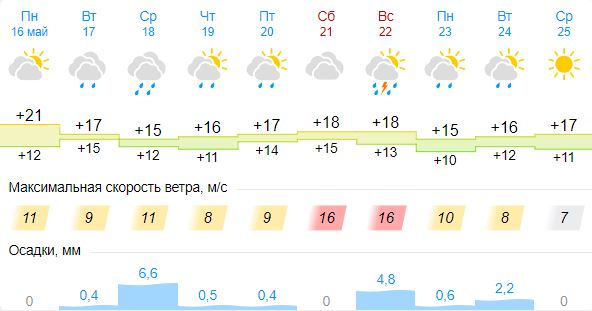 Пн Вт Ср Чт Пт Сб Вс Пн Вт Ср
16 май 17 18 19 20 21 22 23 24 25
+21 +17 +15 +16 +17 +18 +18 +15 +16 +17
+12 +15 +12 +11 +14 +15 +13 +10 +12 +11
Максимальная скорость ветра, м/с
11 9 11 8 9 16 16 10 8 7
Осадки, мм
0 0,4 6,6 0,5 0,4 0 4,8 0,6 2,2 0